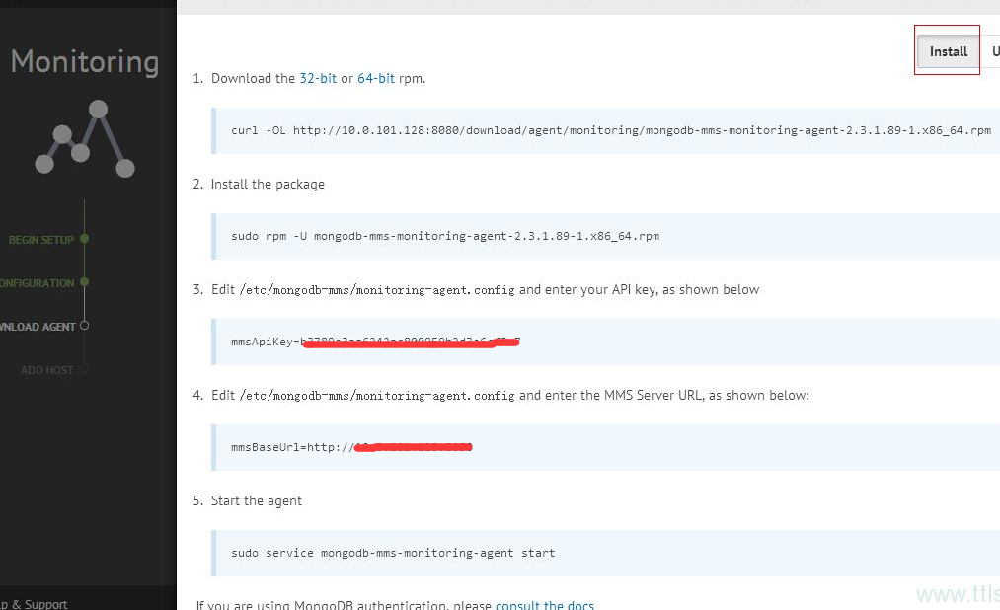 Monitoring
BEGIN SETUP
ONFIGURATION
WNLOAD AGENT
ADD HOST
p & Support
Install
U
1. Download the 32-bit or 64-bit rpm.
curl -OL http://10.0.101.128:8080/download/agent/monitoring/mongodb-mms-monitoring-agent-2.3.1.89-1.x86_64.rpm
2. Install the package
sudo rpm -U mongodb-mms-monitoring-agent-2.3.1.89-1.x86_64.rpm
3. Edit /etc/mongodb-mms/monitoring-agent.config and enter your API key, as shown below
mmsApiKey=
4. Edit /etc/mongodb-mms/monitoring-agent.config and enter the MMS Server URL, as shown below:
mmsBaseUrl=http://
5. Start the agent
sudo service mongodb-mms-monitoring-agent start
If you are using MongoDB authentication, please consult the docs
www.ttls